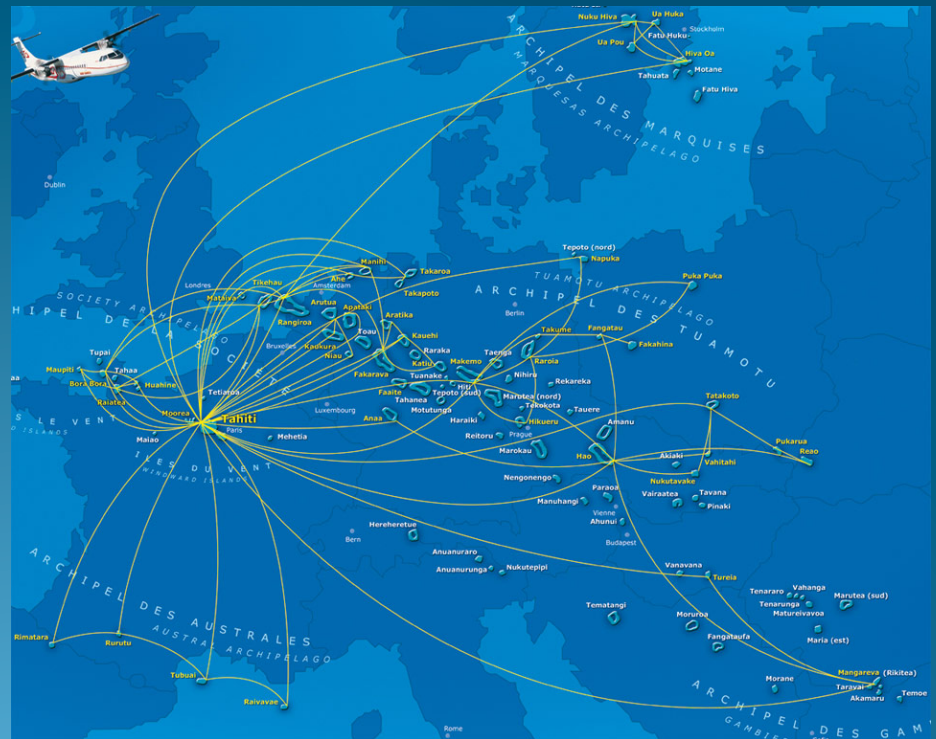 Nuku Hiva
Ua Huka
Stockholm
Fatu Huku
Ua Pou
Hiva Oa
Tahuata
Motane
Fatu Hiva
ARCHIPEL DES MARQUISES
MARQUESAS ARCHIPELAGO
Dublin
Tepoto (nord)
Napuka
Puka Puka
TUAMOTU ARCHIPELAGO
ARCHIPEL DES TUAMOTU
Berlin
Manihi
Takaroa
Ahe
Takapoto
Tikehau
Amsterdam
Londres
Mataiva
Rangiroa
Arutua
Apataki
Aratika
Kauehi
Toau
Kaukura
Niau
Bruxelles
Raraka
Katiu
Fakarava
Makemo
Taenga
Takume
Raroia
Fangatau
Fakahina
SOCIETY ARCHIPELAGO
CHIPEL DE LA SOCIÉTÉ
Tupai
Maupiti
Tahaa
Bora Bora
Huahine
Raiatea
Tetiaroa
Moorea
Tahiti
Paris
Maiao
Mehetia
LE VENT
ILES DU VENT
WINDWARD ISLANDS
Luxembourg
Faaite
Tuanake
Hiti
Tahanea
Tepoto (sud)
Motutunga
Anaa
Nihiru
Rekareka
Marutea (nord)
Tekokota
Tauere
Haraiki
Hikueru
Reitoru
Prague
Marokau
Amanu
Hao
Tatakoto
Pukarua
Reao
Akiaki
Vahitahi
Nukutavake
Vairaatea
Tavana
Pinaki
Nengonengo
Paraoa
Manuhangi
Vienne
Ahunui
Budapest
Hereheretue
Bern
Anuanuraro
Anuanurunga
Nukutepipi
Vanavana
Tureia
Tematangi
Moruroa
Fangataufa
Tenararo
Vahanga
Tenarunga
Matureivavoa
Marutea (sud)
Maria (est)
Mangareva (Rikitea)
Taravai
Akamaru
Temoe
Morane
ARCHIPEL DES GAM
ARCHIPEL DES AUSTRALES
AUSTRAL ARCHIPELAGO
Rimatara
Rurutu
Tubuai
Raivavae
Rome